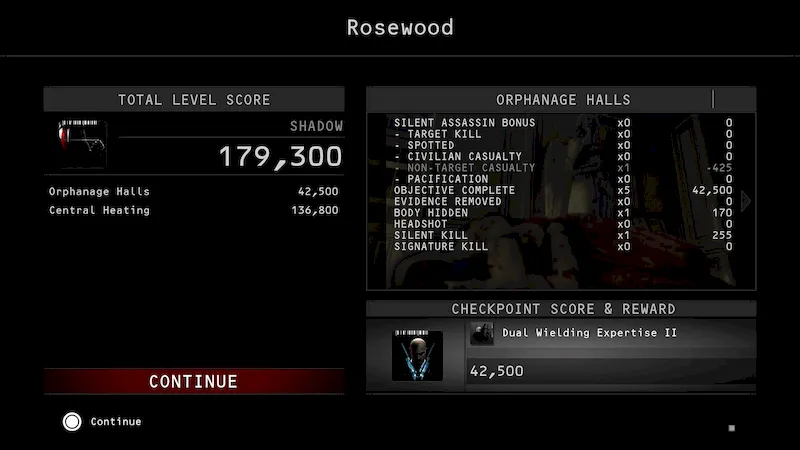 Rosewood
TOTAL LEVEL SCORE
SHADOW
179,300
Orphanage Halls 42,500
Central Heating 136,800
CONTINUE
Continue
ORPHANAGE HALLS
SILENT ASSASSIN BONUS x0 0
- TARGET KILL x0 0
- SPOTTED x0 0
- CIVILIAN CASUALTY x0 0
- NON-TARGET CASUALTY x1 -425
- PACIFICATION x0 0
OBJECTIVE COMPLETE x5 42,500
EVIDENCE REMOVED x0 0
BODY HIDDEN x1 170
HEADSHOT x0 0
SILENT KILL x1 255
SIGNATURE KILL x0 0
CHECKPOINT SCORE & REWARD
Dual Wielding Expertise II
42,500